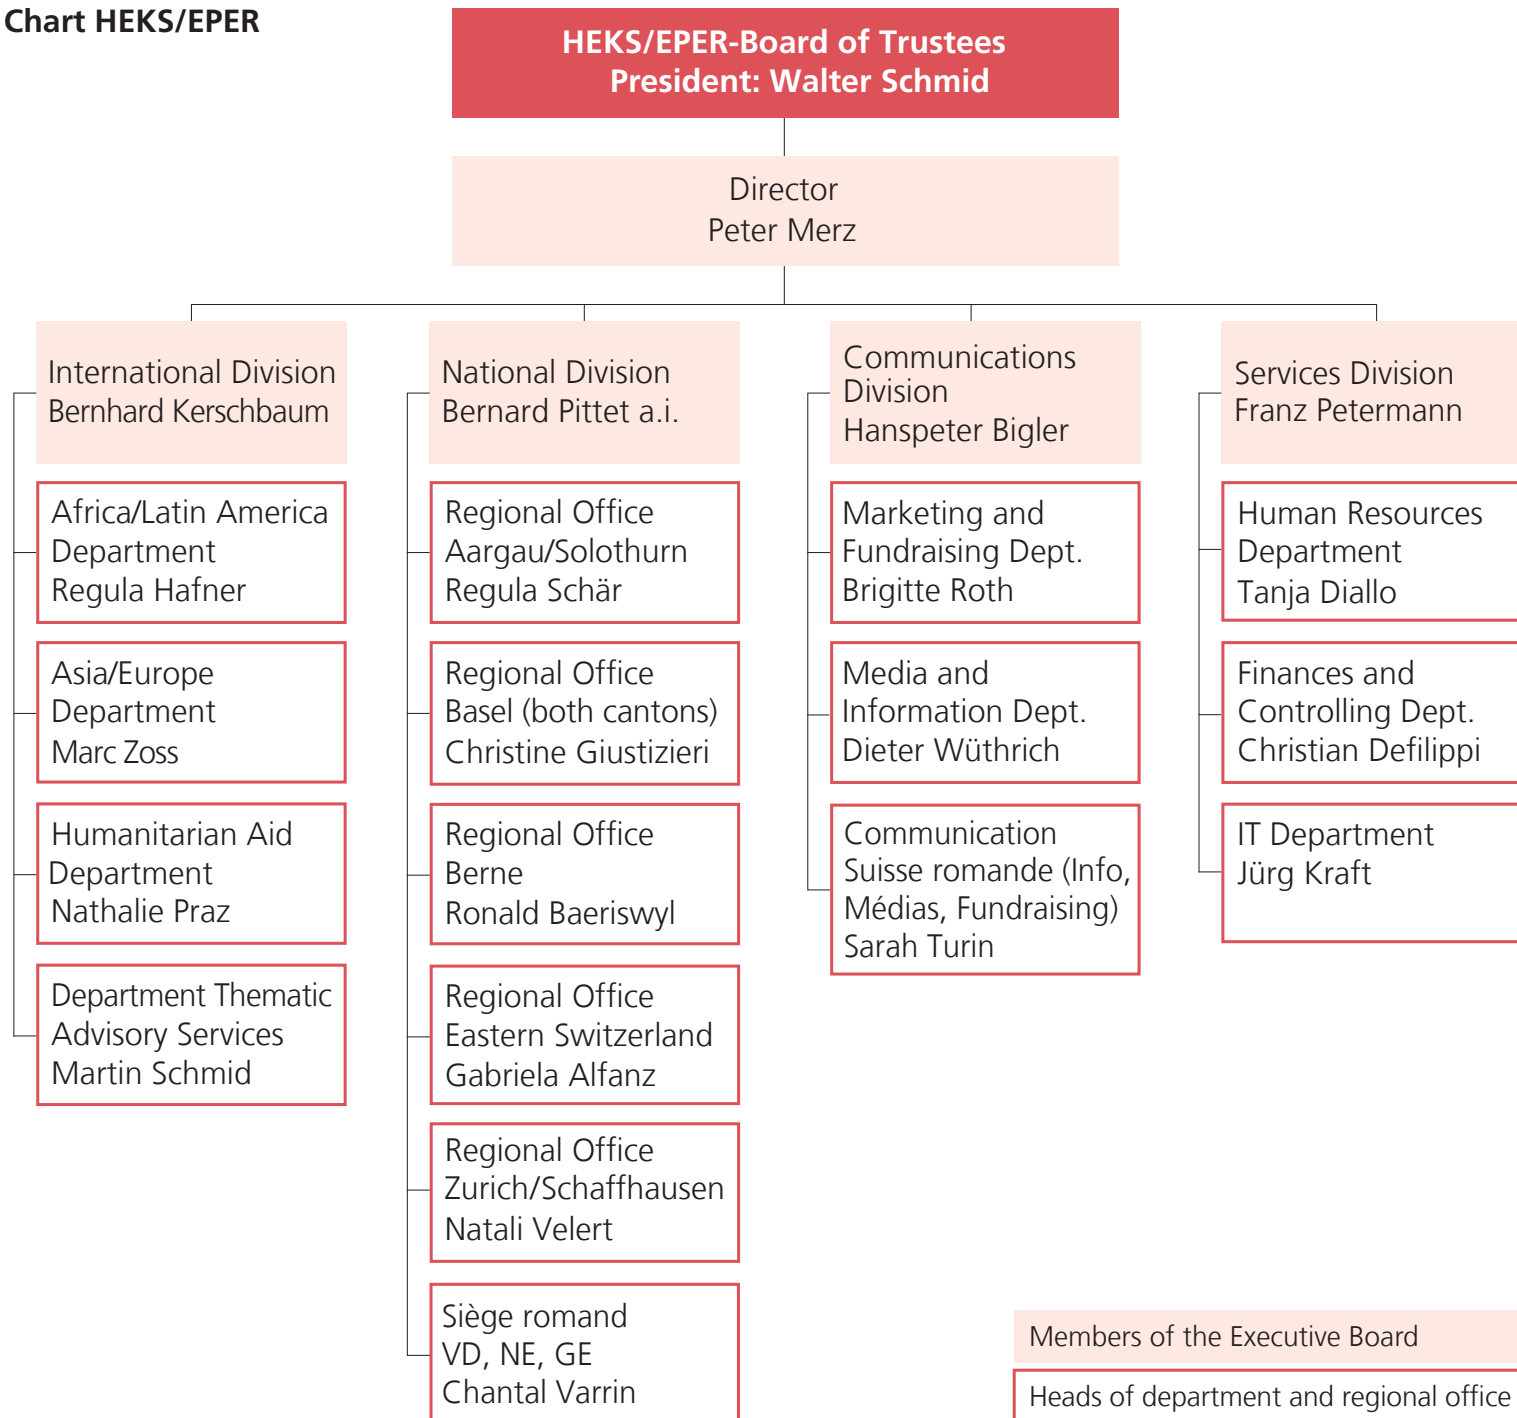 Chart HEKS/EPER
HEKS/EPER-Board of Trustees
President: Walter Schmid
Director
Peter Merz
International Division
Bernhard Kerschbaum
Africa/Latin America
Department
Regula Hafner
Asia/Europe
Department
Marc Zoss
Humanitarian Aid
Department
Nathalie Praz
Department Thematic
Advisory Services
Martin Schmid
National Division
Bernard Pittet a.i.
Regional Office
Aargau/Solothurn
Regula Schär
Regional Office
Basel (both cantons)
Christine Giustizieri
Regional Office
Berne
Ronald Baeriswyl
Regional Office
Eastern Switzerland
Gabriela Alfanz
Regional Office
Zurich/Schaffhausen
Natali Velert
Siège romand
VD, NE, GE
Chantal Varrin
Communications
Division
Hanspeter Bigler
Marketing and
Fundraising Dept.
Brigitte Roth
Media and
Information Dept.
Dieter Wüthrich
Communication
Suisse romande (Info,
Médias, Fundraising)
Sarah Turin
Services Division
Franz Petermann
Human Resources
Department
Tanja Diallo
Finances and
Controlling Dept.
Christian Defilippi
IT Department
Jürg Kraft
Members of the Executive Board
Heads of department and regional office